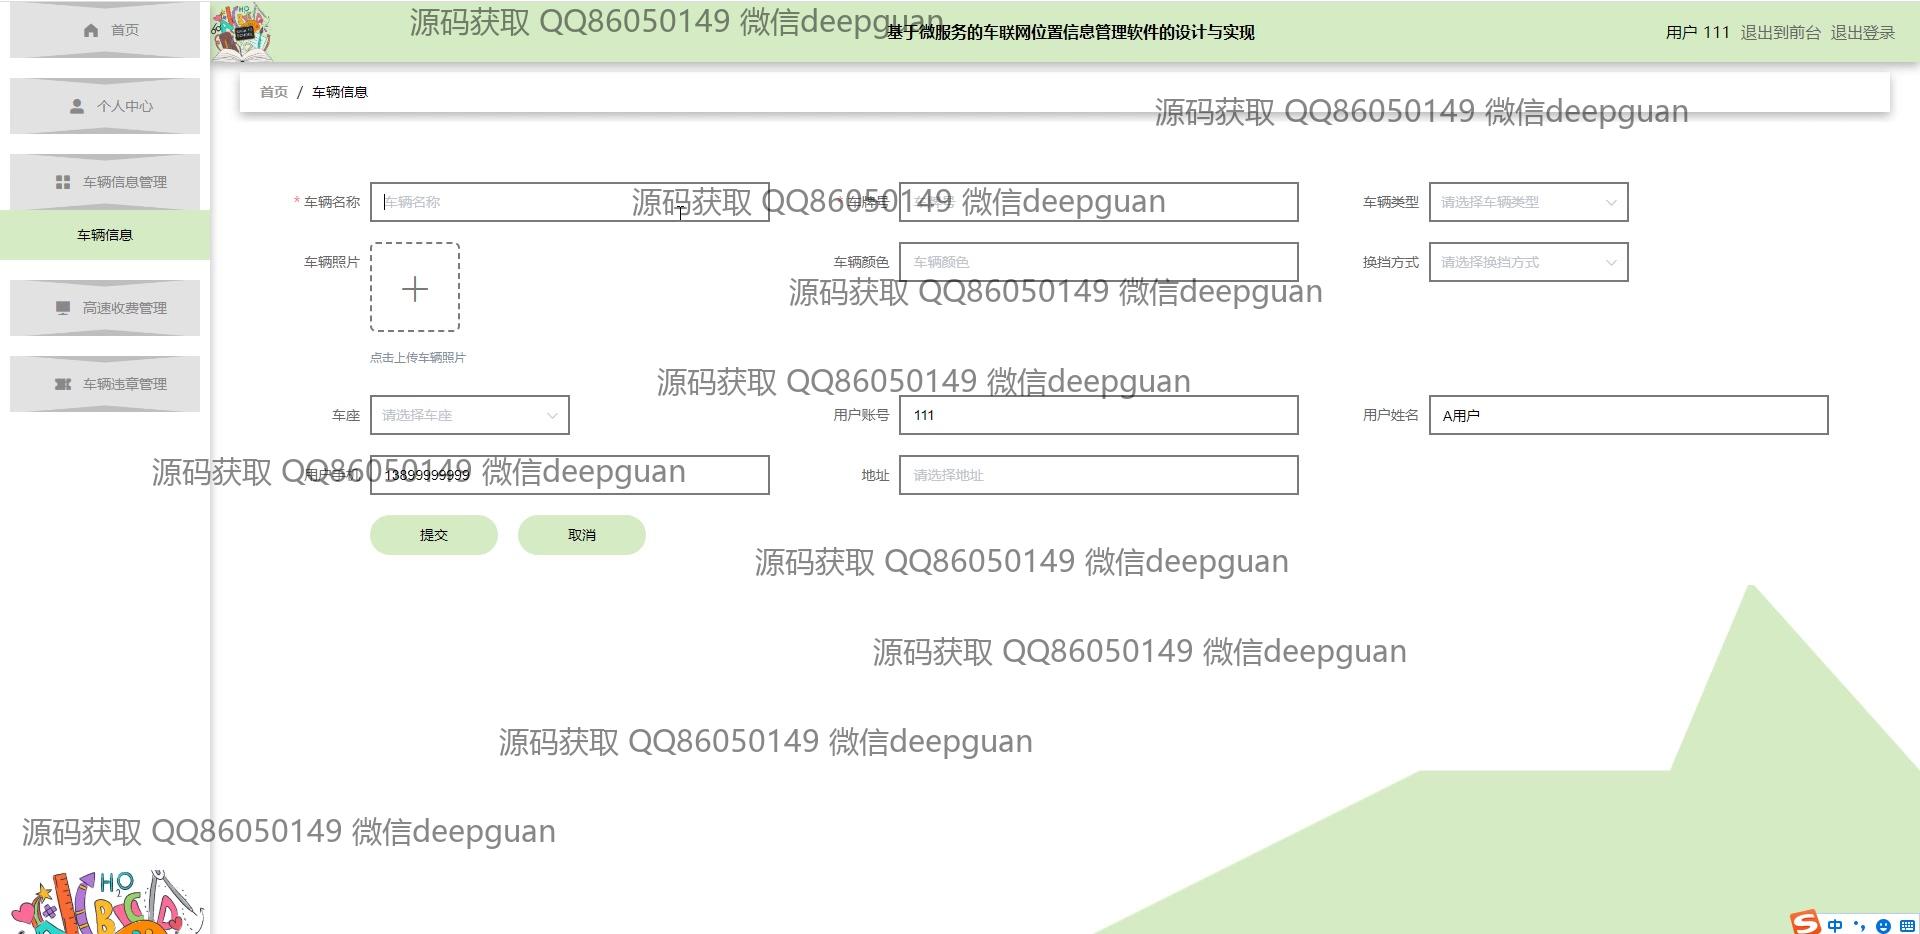 首页
个人中心
车辆信息管理
车辆信息
高速收费管理
车辆违章管理
源码获取 QQ86050149 微信deepguan
基于微服务的车联网位置信息管理软件的设计与实现
用户 111 退出到前台 退出登录
首页 / 车辆信息
源码获取 QQ86050149 微信deepguan
* 车辆名称 车辆名称
* 车牌号 车牌号
车辆类型 请选择车辆类型
源码获取 QQ86050149 微信deepguan
车辆照片
点击上传车辆照片
车辆颜色 车辆颜色
换挡方式 请选择换挡方式
源码获取 QQ86050149 微信deepguan
源码获取 QQ86050149 微信deepguan
车座 请选择车座
用户账号 111
用户姓名 A用户
用户手机 13899999999
源码获取 QQ86050149 微信deepguan
地址 请选择地址
提交 取消
源码获取 QQ86050149 微信deepguan
源码获取 QQ86050149 微信deepguan
源码获取 QQ86050149 微信deepguan
源码获取 QQ86050149 微信deepguan
中